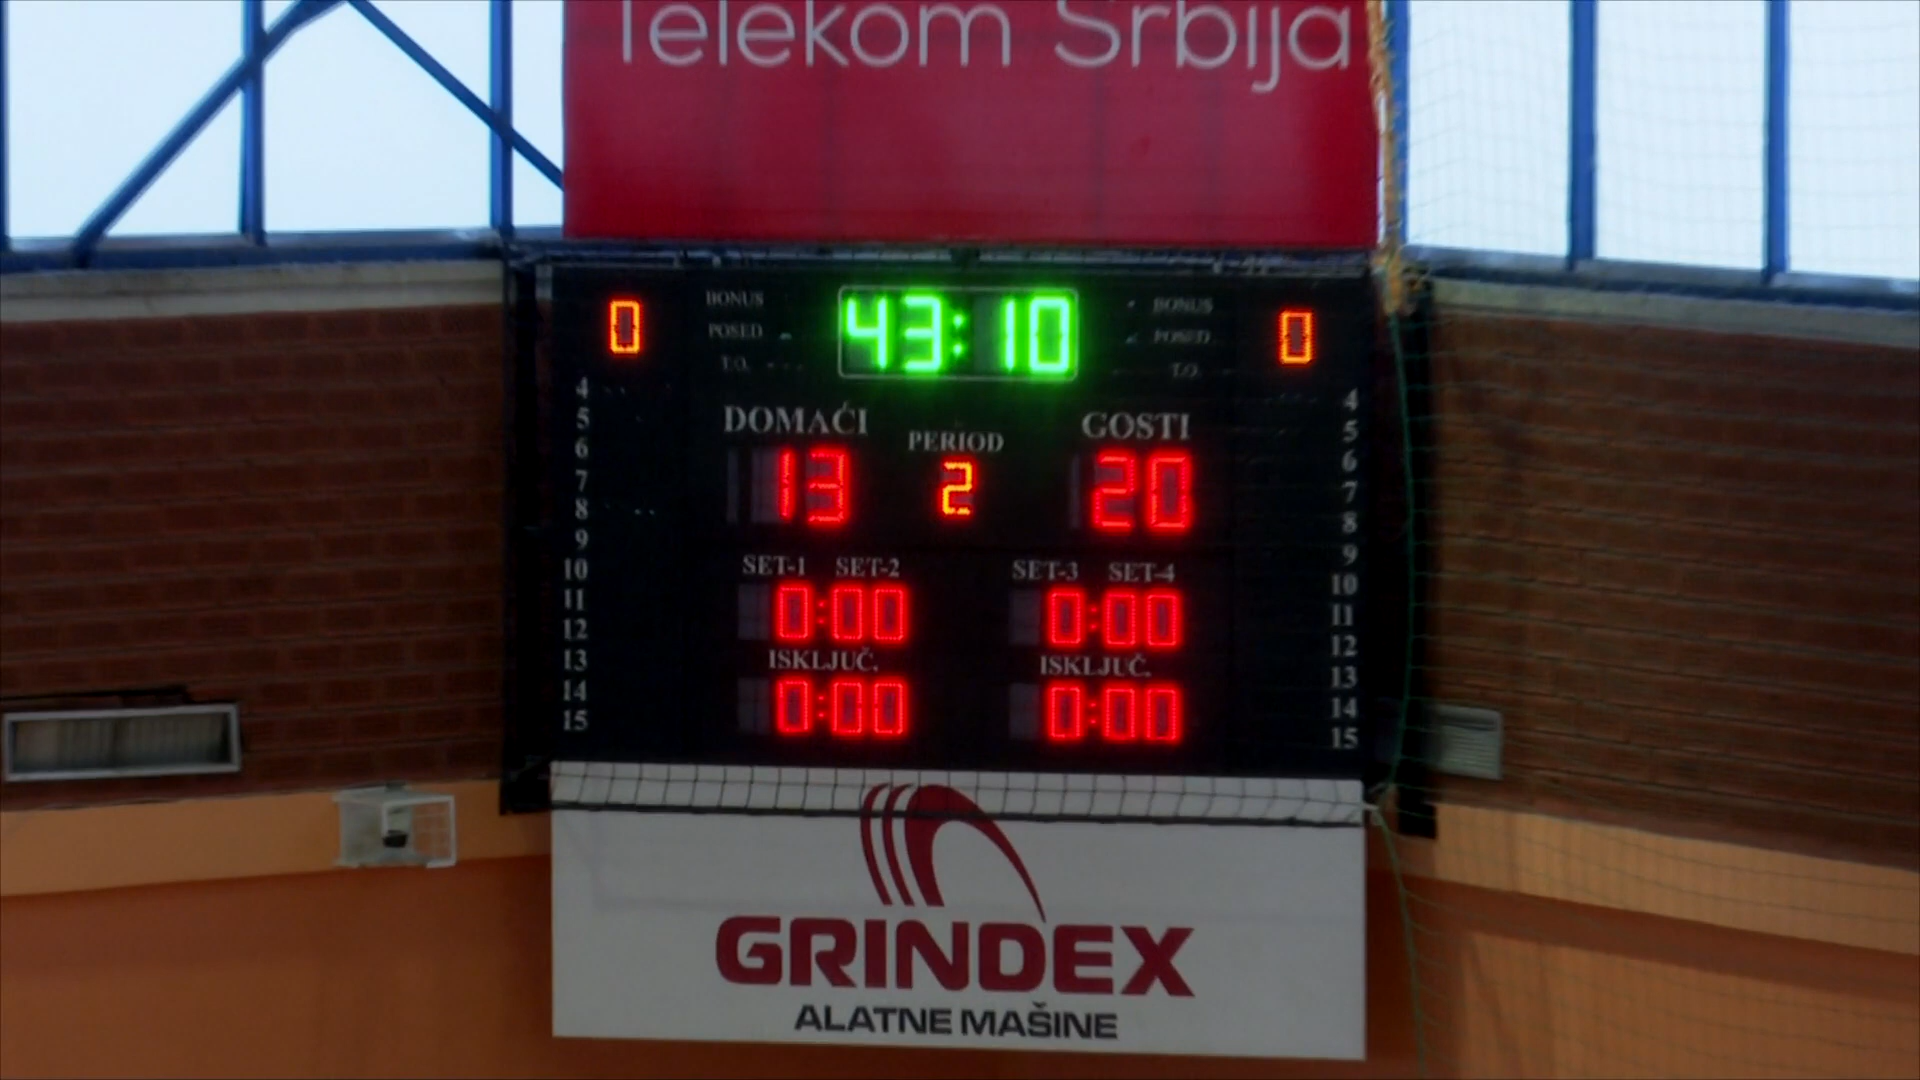 Telekom Srbija
0 BONUS 43:10 BONUS 0
POSED POSED
T.O. T.O.
DOMAĆI PERIOD GOSTI
13 2 20
SET-1 SET-2 SET-3 SET-4
0:00 0:00
ISKLJUČ. ISKLJUČ.
0:00 0:00
4 4
5 5
6 6
7 7
8 8
9 9
10 10
11 11
12 12
13 13
14 14
15 15
GRINDEX
ALATNE MAŠINE